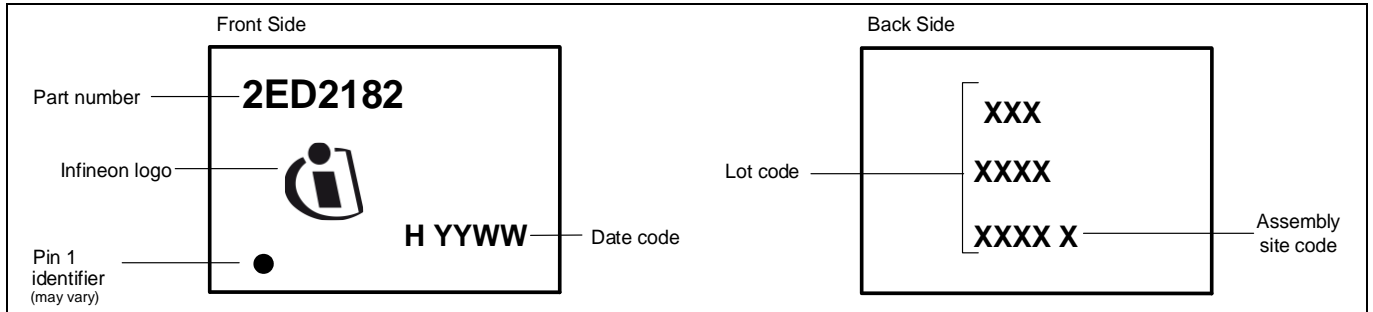 Front Side
Part number
2ED2182
Infineon logo
H YYWW
Date code
Pin 1
identifier
(may vary)
Back Side
Lot code
XXX
XXXX
XXXX X
Assembly
site code